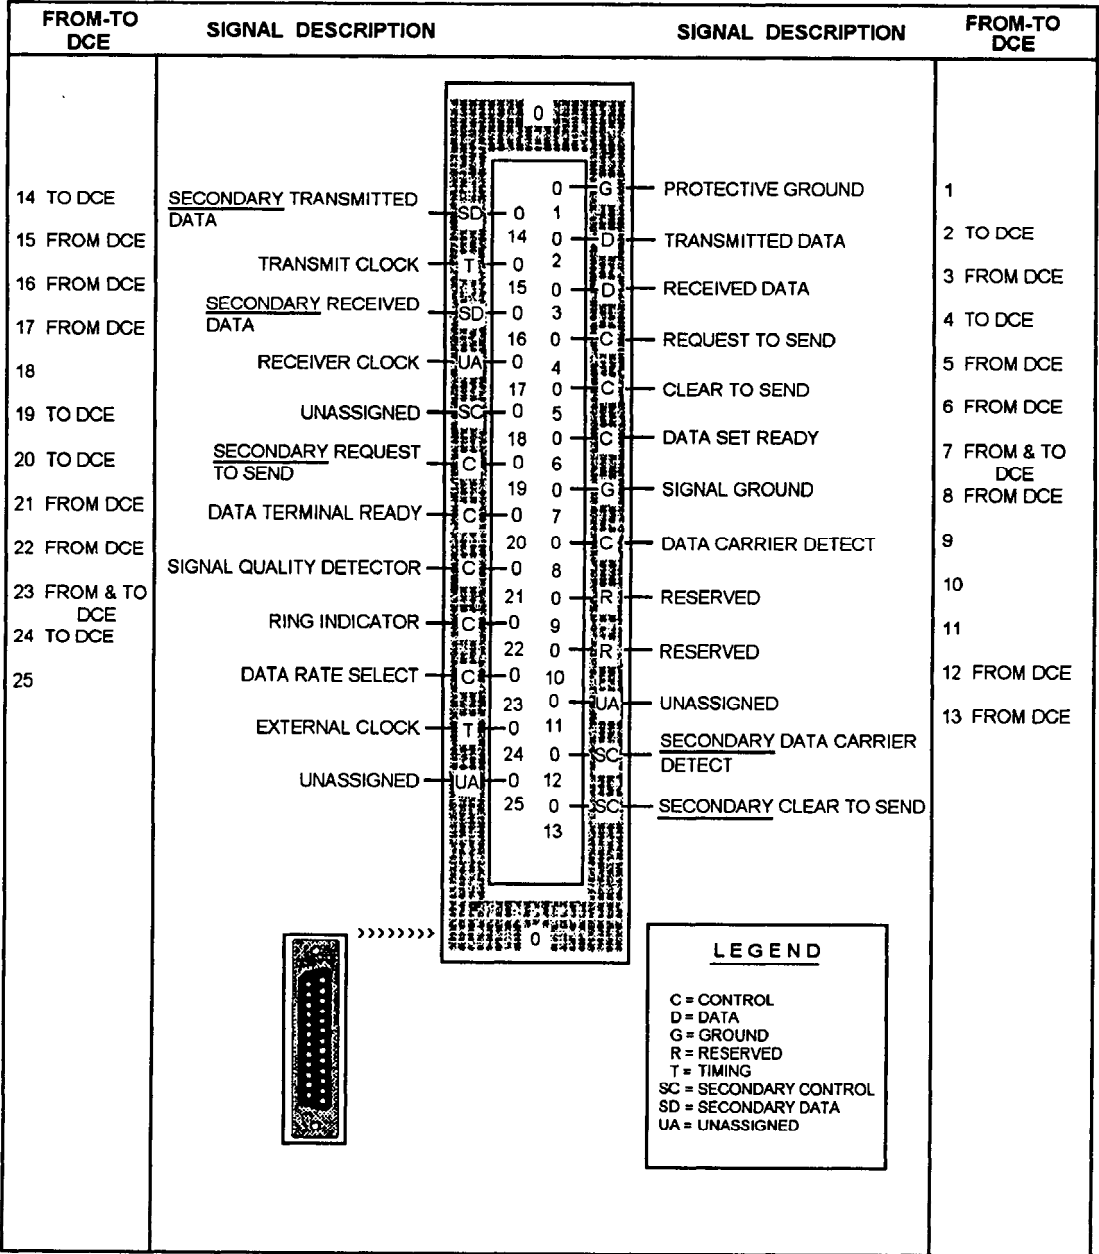 FROM-TO
DCE
SIGNAL DESCRIPTION
SIGNAL DESCRIPTION
FROM-TO
DCE
14 TO DCE
15 FROM DCE
16 FROM DCE
17 FROM DCE
18
19 TO DCE
20 TO DCE
21 FROM DCE
22 FROM DCE
23 FROM & TO
DCE
24 TO DCE
25
SECONDARY TRANSMITTED
DATA
TRANSMIT CLOCK
SECONDARY RECEIVED
DATA
RECEIVER CLOCK
UNASSIGNED
SECONDARY REQUEST
TO SEND
DATA TERMINAL READY
SIGNAL QUALITY DETECTOR
RING INDICATOR
DATA RATE SELECT
EXTERNAL CLOCK
UNASSIGNED
0
SD 0
14
T 0
15
SD 0
16
UA 0
17
SC 0
18
C 0
19
C 0
20
C 0
21
C 0
22
C 0
23
T 0
24
UA 0
25
0 G
1
0 D
2
0 D
3
0 C
4
0 C
5
0 C
6
0 G
7
0 C
8
0 R
9
0 R
10
0 UA
11
0 SC
12
0 SC
13
0
PROTECTIVE GROUND
TRANSMITTED DATA
RECEIVED DATA
REQUEST TO SEND
CLEAR TO SEND
DATA SET READY
SIGNAL GROUND
DATA CARRIER DETECT
RESERVED
RESERVED
UNASSIGNED
SECONDARY DATA CARRIER
DETECT
SECONDARY CLEAR TO SEND
1
2 TO DCE
3 FROM DCE
4 TO DCE
5 FROM DCE
6 FROM DCE
7 FROM & TO
DCE
8 FROM DCE
9
10
11
12 FROM DCE
13 FROM DCE
>>>>>>>>
LEGEND
C = CONTROL
D = DATA
G = GROUND
R = RESERVED
T = TIMING
SC = SECONDARY CONTROL
SD = SECONDARY DATA
UA = UNASSIGNED